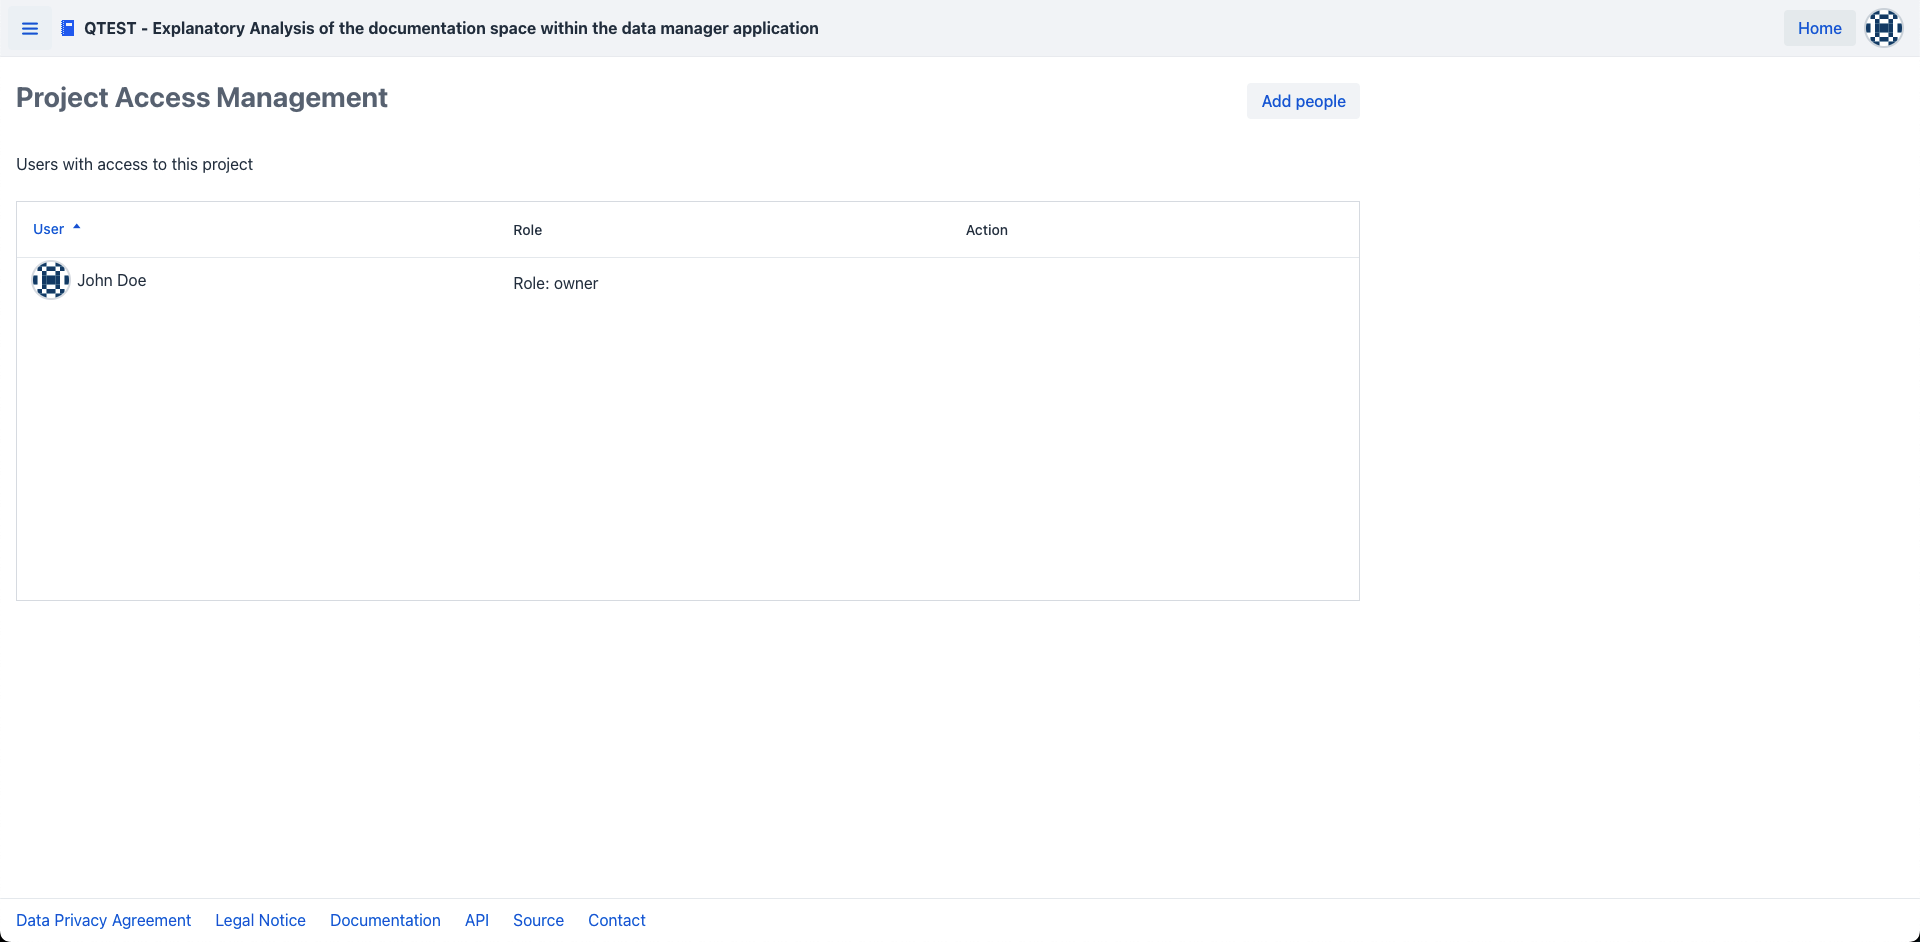 QTEST - Explanatory Analysis of the documentation space within the data manager application
Home
Project Access Management
Add people
Users with access to this project
User Role Action
John Doe Role: owner
Data Privacy Agreement Legal Notice Documentation API Source Contact